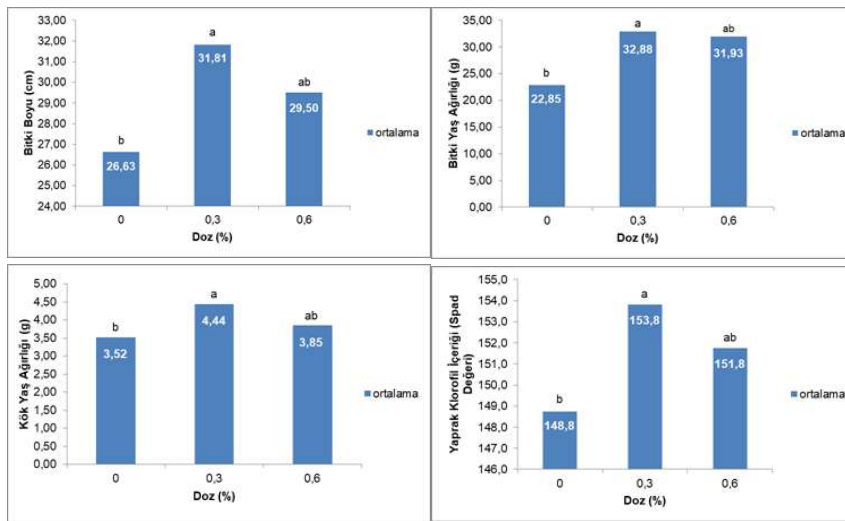 33,00
32,00
31,00
30,00
29,00
28,00
27,00
26,00
25,00
24,00
Bitki Boyu (cm)
b
a
ab
26,63
31,81
29,50
0
0,3
0,6
Doz (%)
ortalama
35,00
30,00
25,00
20,00
15,00
10,00
5,00
0,00
Bitki Yaş Ağırlığı (g)
b
a
ab
22,85
32,88
31,93
0
0,3
0,6
Doz (%)
ortalama
5,00
4,50
4,00
3,50
3,00
2,50
2,00
1,50
1,00
0,50
0,00
Kök Yaş Ağırlığı (g)
b
a
ab
3,52
4,44
3,85
0
0,3
0,6
Doz (%)
ortalama
155,0
154,0
153,0
152,0
151,0
150,0
149,0
148,0
147,0
146,0
Yaprak Klorofil İçeriği (Spad
Değeri)
b
a
ab
148,8
153,8
151,8
0
0,3
0,6
Doz (%)
ortalama